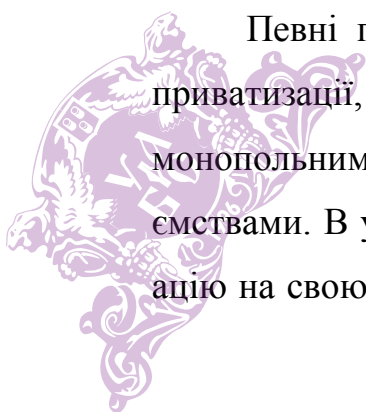 Певні п
приватизації,
монопольним
ємствами. В у
ацію на свою